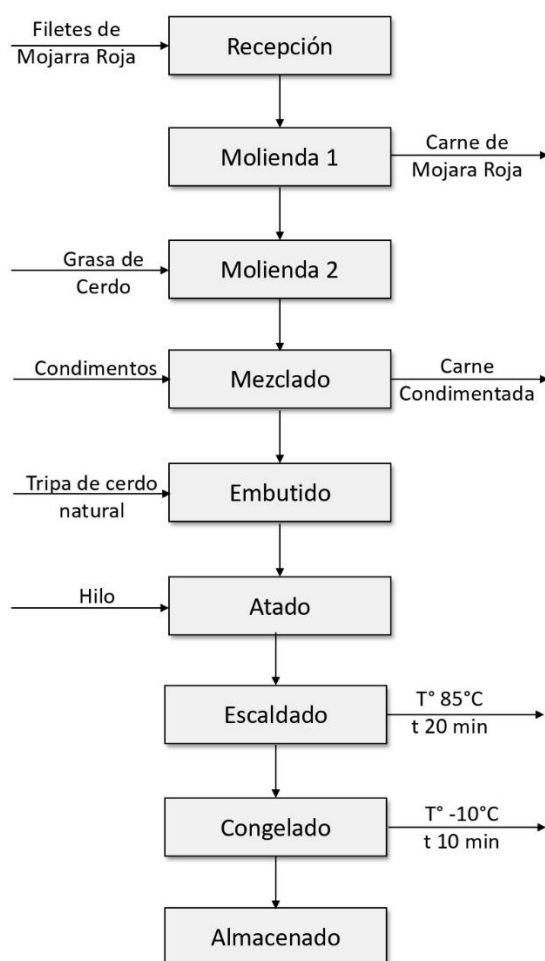 Filetes de
Mojarra Roja
Recepción
Molienda 1
Carne de
Mojara Roja
Grasa de
Cerdo
Molienda 2
Condimentos
Mezclado
Carne
Condimentada
Tripa de cerdo
natural
Embutido
Hilo
Atado
Escaldado
T° 85°C
t 20 min
Congelado
T° -10°C
t 10 min
Almacenado